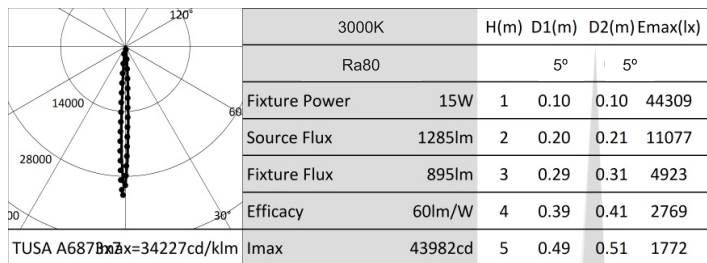 120°
3000K H(m) D1(m) D2(m) Emax(lx)
Ra80 5º 5º
14000 60
Fixture Power 15W 1 0.10 0.10 44309
Source Flux 1285lm 2 0.20 0.21 11077
28000
Fixture Flux 895lm 3 0.29 0.31 4923
30°
Efficacy 60lm/W 4 0.39 0.41 2769
TUSA Imax=34227cd/klm Imax 43982cd 5 0.49 0.51 1772